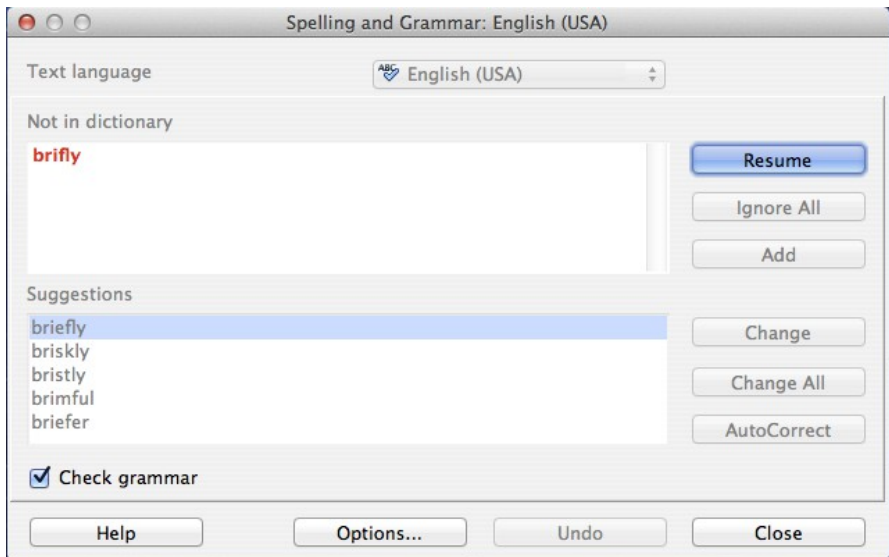 Spelling and Grammar: English (USA)
Text language
ABC English (USA)
Not in dictionary
brifly
Resume
Ignore All
Add
Suggestions
briefly
briskly
bristly
brimful
briefer
Change
Change All
AutoCorrect
Check grammar
Help Options... Undo Close